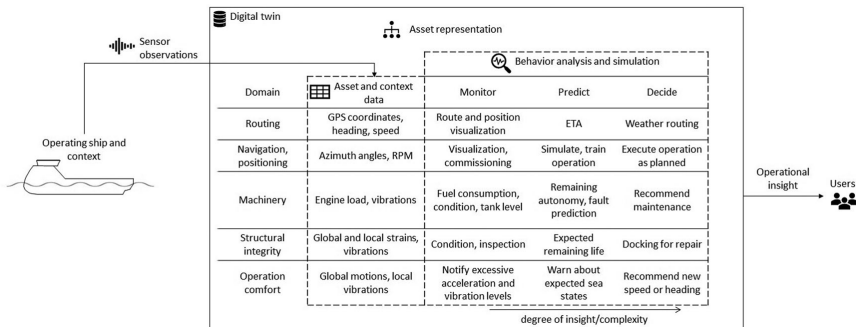 Digital twin
Asset representation
Sensor
observations
Behavior analysis and simulation
Domain
Asset and context
data
Monitor
Predict
Decide
Operating ship and
context
Routing
GPS coordinates,
heading, speed
Route and position
visualization
ETA
Weather routing
Navigation,
positioning
Azimuth angles, RPM
Visualization,
commissioning
Simulate, train
operation
Execute operation
as planned
Operational
insight
Users
Machinery
Engine load, vibrations
Fuel consumption,
condition, tank level
Remaining
autonomy, fault
prediction
Recommend
maintenance
Structural
integrity
Global and local strains,
vibrations
Condition, inspection
Expected
remaining life
Docking for repair
Operation
comfort
Global motions, local
vibrations
Notify excessive
acceleration and
vibration levels
Warn about
expected sea
states
Recommend new
speed or heading
degree of insight/complexity